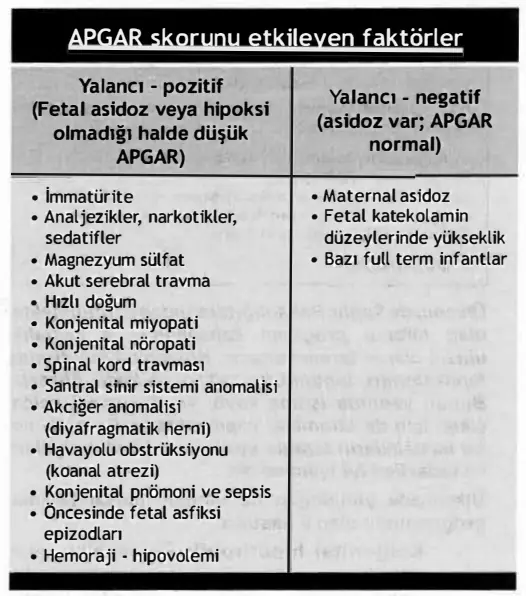 APGAR skorunu etkileyen faktörler
Yalancı - pozitif
(Fetal asidoz veya hipoksi
olmadığı halde düşük
APGAR)
Yalancı - negatif
(asidoz var; APGAR
normal)
• İmmatürite
• Analjezikler, narkotikler,
sedatifler
• Magnezyum sülfat
• Akut serebral travma
• Hızlı doğum
• Konjenital miyopati
• Konjenital nöropati
• Spinal kord travması
• Santral sinir sistemi anomalisi
• Akciğer anomalisi
(diyafragmatik herni)
• Havayolu obstrüksiyonu
(koanal atrezi)
• Konjenital pnömoni ve sepsis
• Öncesinde fetal asfiksi
epizodları
• Hemoraji - hipovolemi
• Maternal asidoz
• Fetal katekolamin
düzeylerinde yükseklik
• Bazı full term infantlar